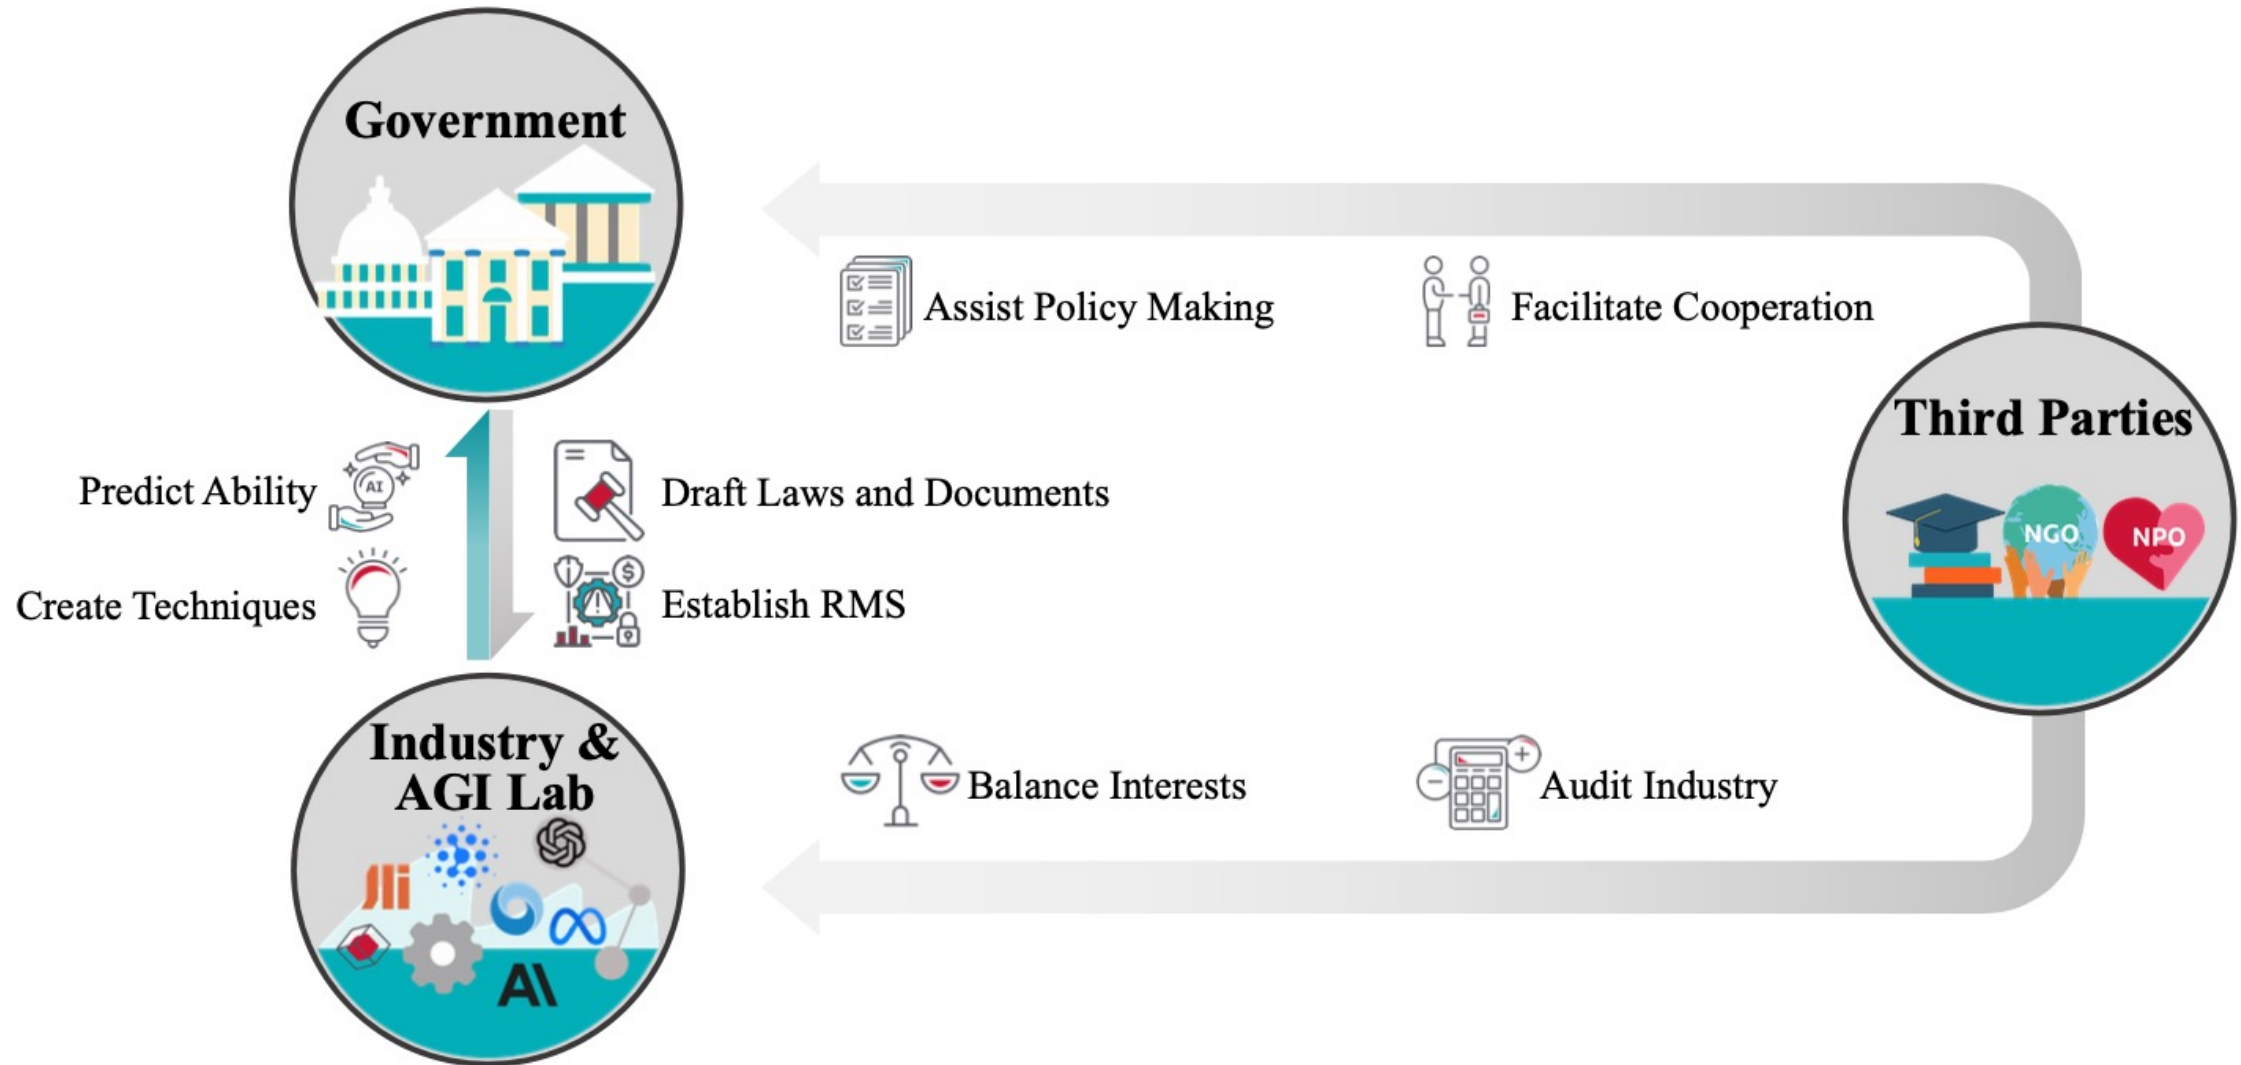 Government
Assist Policy Making
Facilitate Cooperation
Third Parties
NGO
NPO
Predict Ability
AI
Draft Laws and Documents
Create Techniques
$
Establish RMS
Industry &
AGI Lab
Balance Interests
Audit Industry
A\